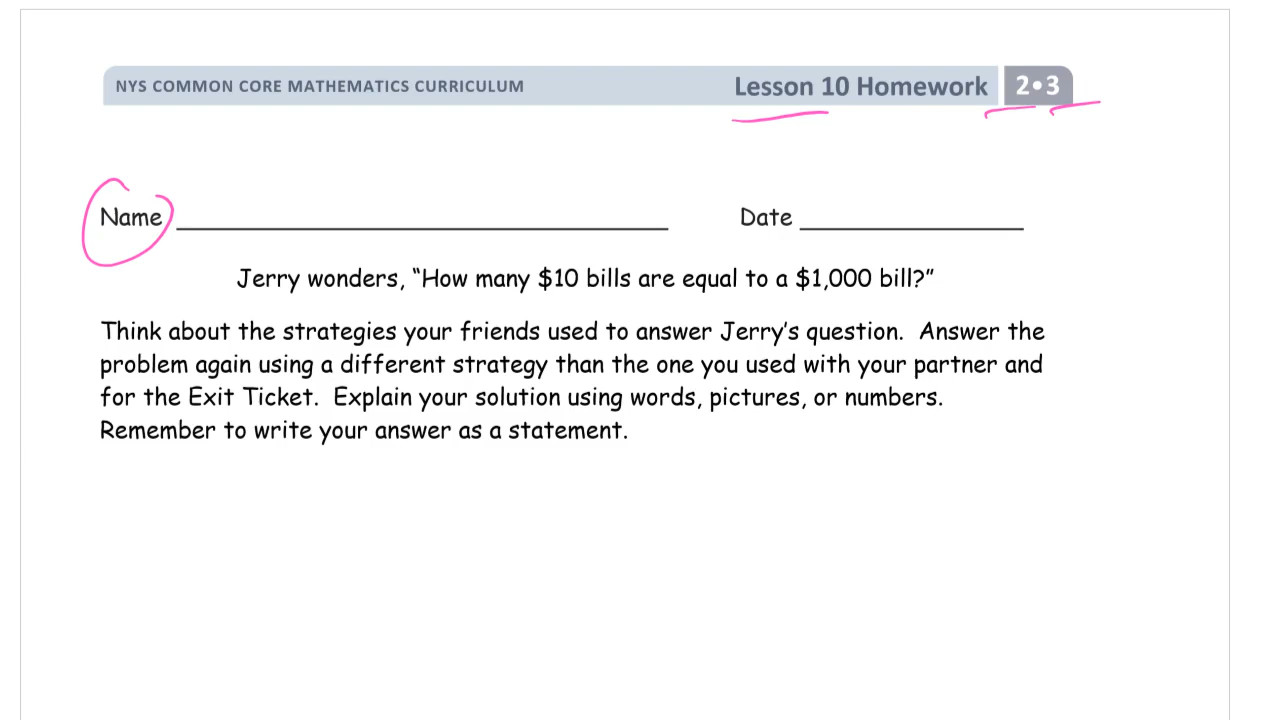 NYS COMMON CORE MATHEMATICS CURRICULUM Lesson 10 Homework 2•3
Name Date
Jerry wonders, “How many $10 bills are equal to a $1,000 bill?”
Think about the strategies your friends used to answer Jerry’s question. Answer the
problem again using a different strategy than the one you used with your partner and
for the Exit Ticket. Explain your solution using words, pictures, or numbers.
Remember to write your answer as a statement.